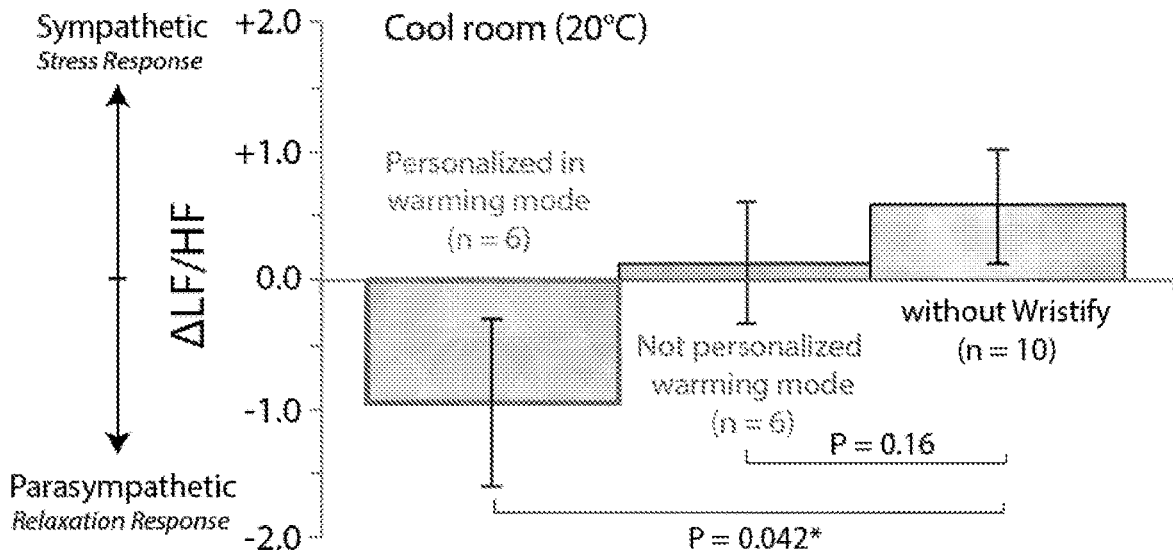 Sympathetic
Stress Response
Parasympathetic
Relaxation Response
ΔLF/HF
+2.0
+1.0
0.0
-1.0
-2.0
Cool room (20°C)
Personalized in
warming mode
(n = 6)
Not personalized
warming mode
(n = 6)
without Wristify
(n = 10)
P = 0.16
P = 0.042*